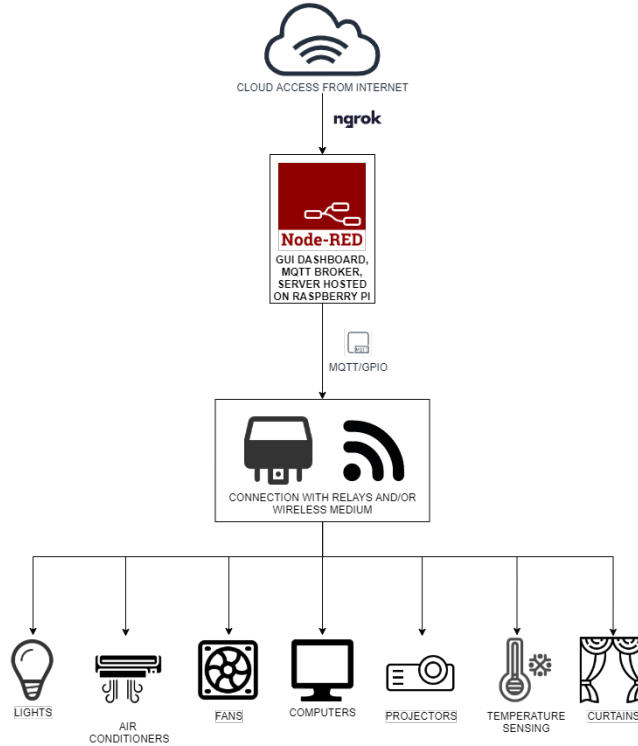 CLOUD ACCESS FROM INTERNET
ngrok
Node-RED
GUI DASHBOARD,
MQTT BROKER,
SERVER HOSTED
ON RASPBERRY PI
MQTT
MQTT/GPIO
CONNECTION WITH RELAYS AND/OR
WIRELESS MEDIUM
LIGHTS
AIR
CONDITIONERS
FANS
COMPUTERS
PROJECTORS
TEMPERATURE
SENSING
CURTAINS